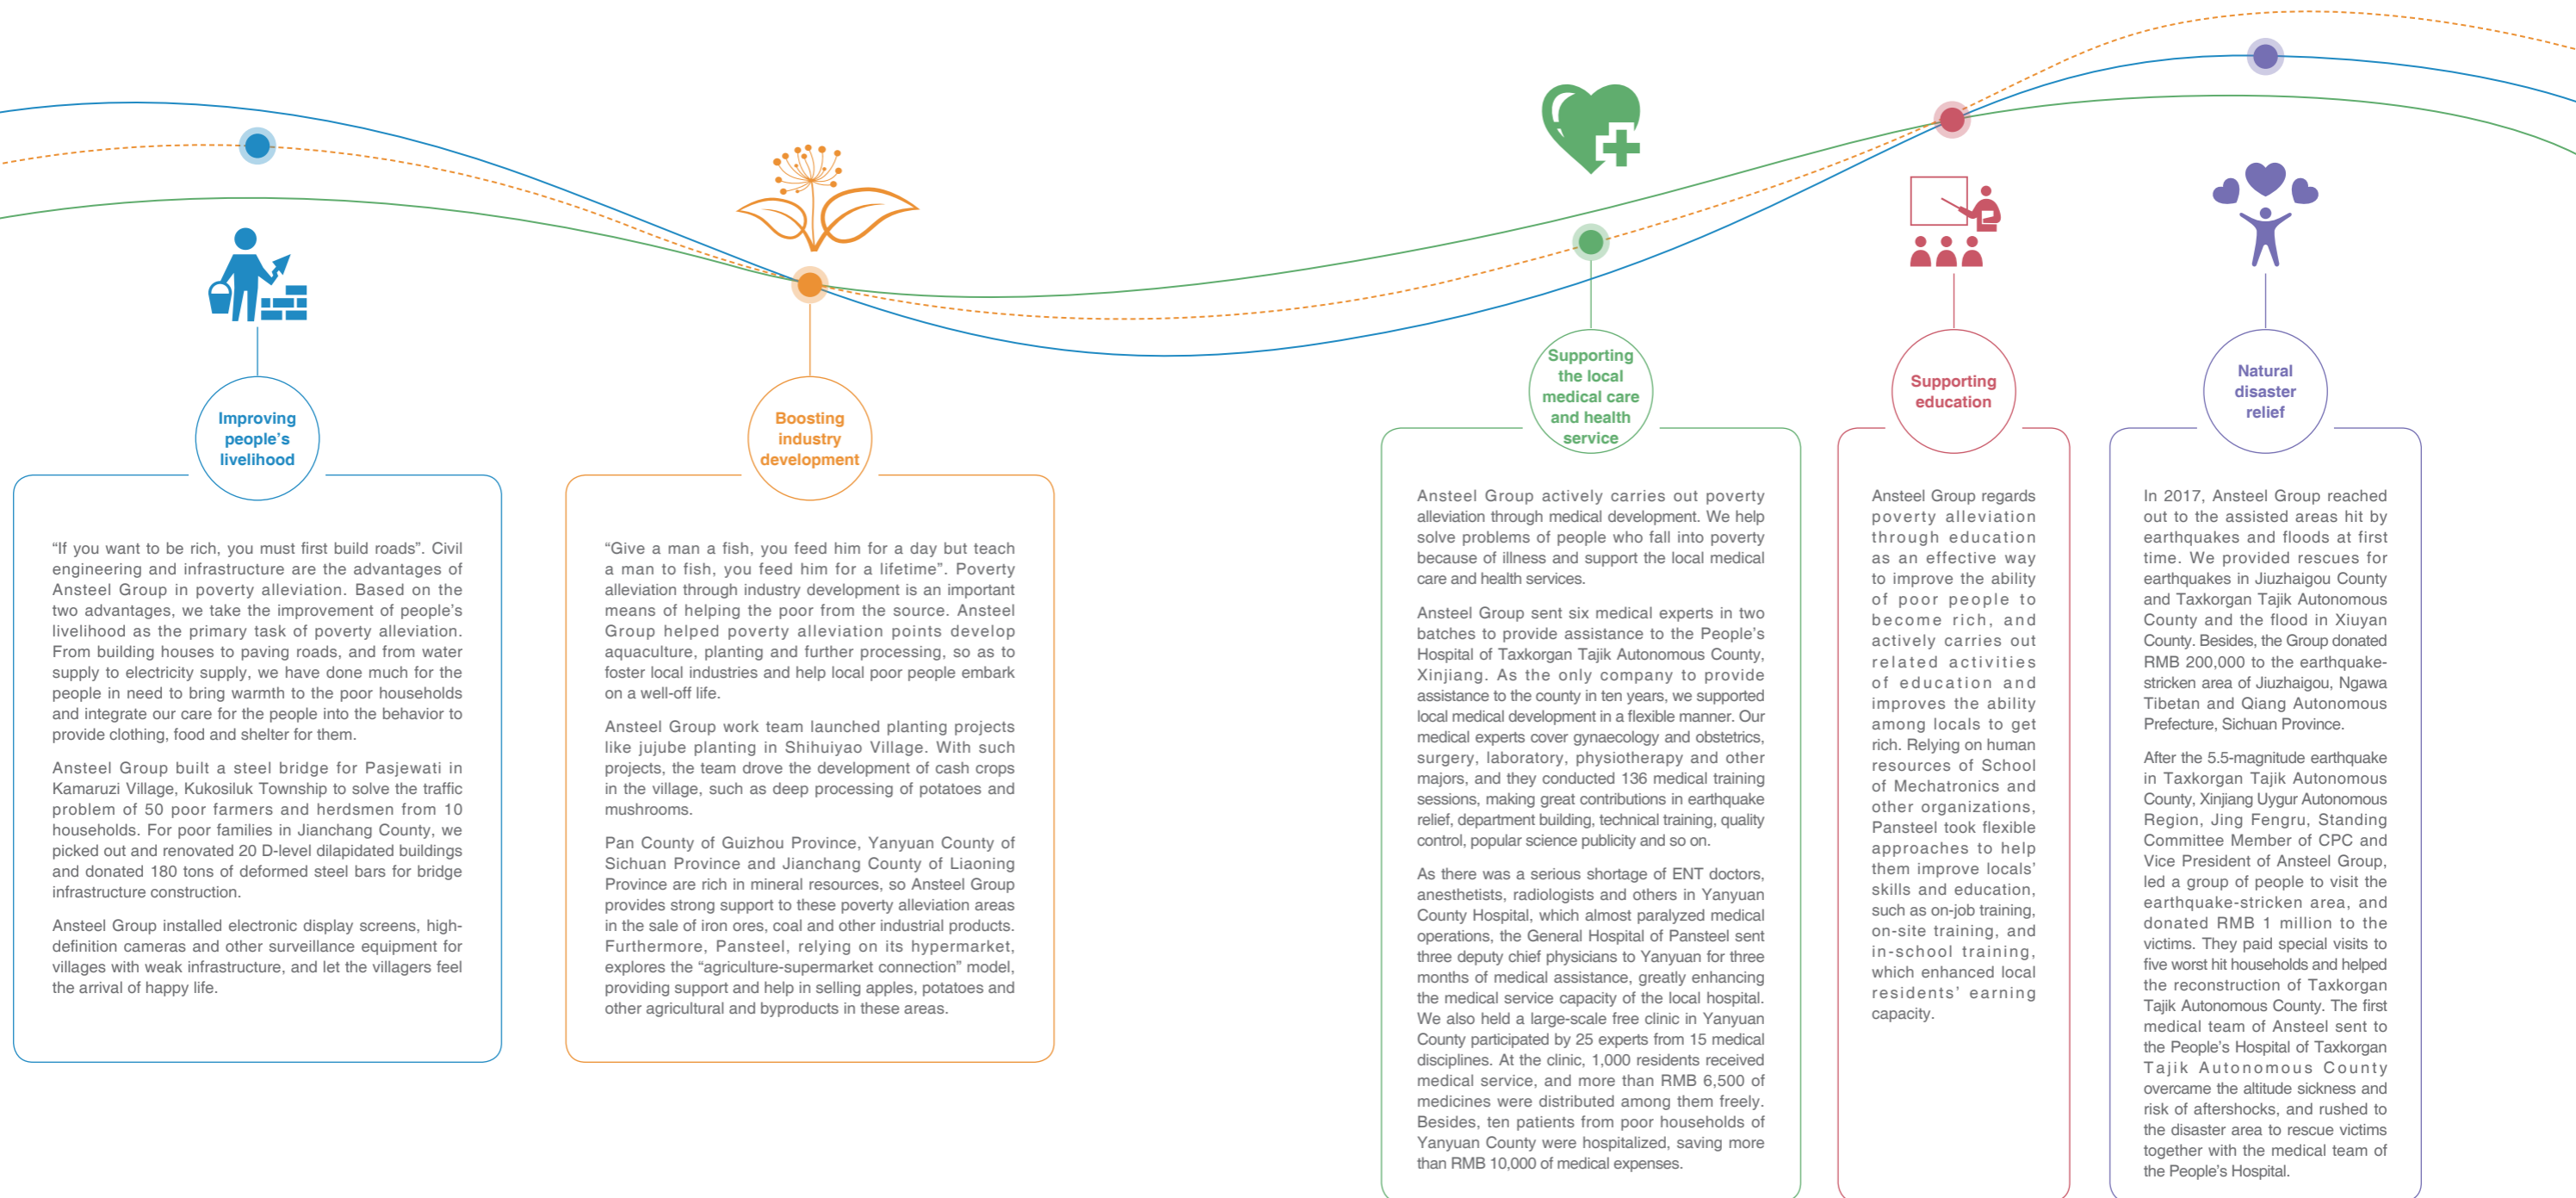 Improving
people's
livelihood
“If you want to be rich, you must first build roads”. Civil
engineering and infrastructure are the advantages of
Ansteel Group in poverty alleviation. Based on the
two advantages, we take the improvement of people's
livelihood as the primary task of poverty alleviation.
From building houses to paving roads, and from water
supply to electricity supply, we have done much for the
people in need to bring warmth to the poor households
and integrate our care for the people into the behavior to
provide clothing, food and shelter for them.
Ansteel Group built a steel bridge for Pasjewati in
Kamaruzi Village, Kukosiluk Township to solve the traffic
problem of 50 poor farmers and herdsmen from 10
households. For poor families in Jianchang County, we
picked out and renovated 20 D-level dilapidated buildings
and donated 180 tons of deformed steel bars for bridge
infrastructure construction.
Ansteel Group installed electronic display screens, high-
definition cameras and other surveillance equipment for
villages with weak infrastructure, and let the villagers feel
the arrival of happy life.
Boosting
industry
development
“Give a man a fish, you feed him for a day but teach
a man to fish, you feed him for a lifetime”. Poverty
alleviation through industry development is an important
means of helping the poor from the source. Ansteel
Group helped poverty alleviation points develop
aquaculture, planting and further processing, so as to
foster local industries and help local poor people embark
on a well-off life.
Ansteel Group work team launched planting projects
like jujube planting in Shihuiyao Village. With such
projects, the team drove the development of cash crops
in the village, such as deep processing of potatoes and
mushrooms.
Pan County of Guizhou Province, Yanyuan County of
Sichuan Province and Jianchang County of Liaoning
Province are rich in mineral resources, so Ansteel Group
provides strong support to these poverty alleviation areas
in the sale of iron ores, coal and other industrial products.
Furthermore, Pansteel, relying on its hypermarket,
explores the “agriculture-supermarket connection” model,
providing support and help in selling apples, potatoes and
other agricultural and byproducts in these areas.
Supporting
the local
medical care
and health
service
Ansteel Group actively carries out poverty
alleviation through medical development. We help
solve problems of people who fall into poverty
because of illness and support the local medical
care and health services.
Ansteel Group sent six medical experts in two
batches to provide assistance to the People's
Hospital of Taxkorgan Tajik Autonomous County,
Xinjiang. As the only company to provide
assistance to the county in ten years, we supported
local medical development in a flexible manner. Our
medical experts cover gynaecology and obstetrics,
surgery, laboratory, physiotherapy and other
majors, and they conducted 136 medical training
sessions, making great contributions in earthquake
relief, department building, technical training, quality
control, popular science publicity and so on.
As there was a serious shortage of ENT doctors,
anesthetists, radiologists and others in Yanyuan
County Hospital, which almost paralyzed medical
operations, the General Hospital of Pansteel sent
three deputy chief physicians to Yanyuan for three
months of medical assistance, greatly enhancing
the medical service capacity of the local hospital.
We also held a large-scale free clinic in Yanyuan
County participated by 25 experts from 15 medical
disciplines. At the clinic, 1,000 residents received
medical service, and more than RMB 6,500 of
medicines were distributed among them freely.
Besides, ten patients from poor households of
Yanyuan County were hospitalized, saving more
than RMB 10,000 of medical expenses.
Supporting
education
Ansteel Group regards
poverty alleviation
through education
as an effective way
to improve the ability
of poor people to
become rich, and
actively carries out
related activities
of education and
improves the ability
among locals to get
rich. Relying on human
resources of School
of Mechatronics and
other organizations,
Pansteel took flexible
approaches to help
them improve locals'
skills and education,
such as on-job training,
on-site training, and
in-school training,
which enhanced local
residents' earning
capacity.
Natural
disaster
relief
In 2017, Ansteel Group reached
out to the assisted areas hit by
earthquakes and floods at first
time. We provided rescues for
earthquakes in Jiuzhaigou County
and Taxkorgan Tajik Autonomous
County and the flood in Xiuyan
County. Besides, the Group donated
RMB 200,000 to the earthquake-
stricken area of Jiuzhaigou, Ngawa
Tibetan and Qiang Autonomous
Prefecture, Sichuan Province.
After the 5.5-magnitude earthquake
in Taxkorgan Tajik Autonomous
County, Xinjiang Uygur Autonomous
Region, Jing Fengru, Standing
Committee Member of CPC and
Vice President of Ansteel Group,
led a group of people to visit the
earthquake-stricken area, and
donated RMB 1 million to the
victims. They paid special visits to
five worst hit households and helped
the reconstruction of Taxkorgan
Tajik Autonomous County. The first
medical team of Ansteel sent to
the People's Hospital of Taxkorgan
Tajik Autonomous County
overcame the altitude sickness and
risk of aftershocks, and rushed to
the disaster area to rescue victims
together with the medical team of
the People's Hospital.